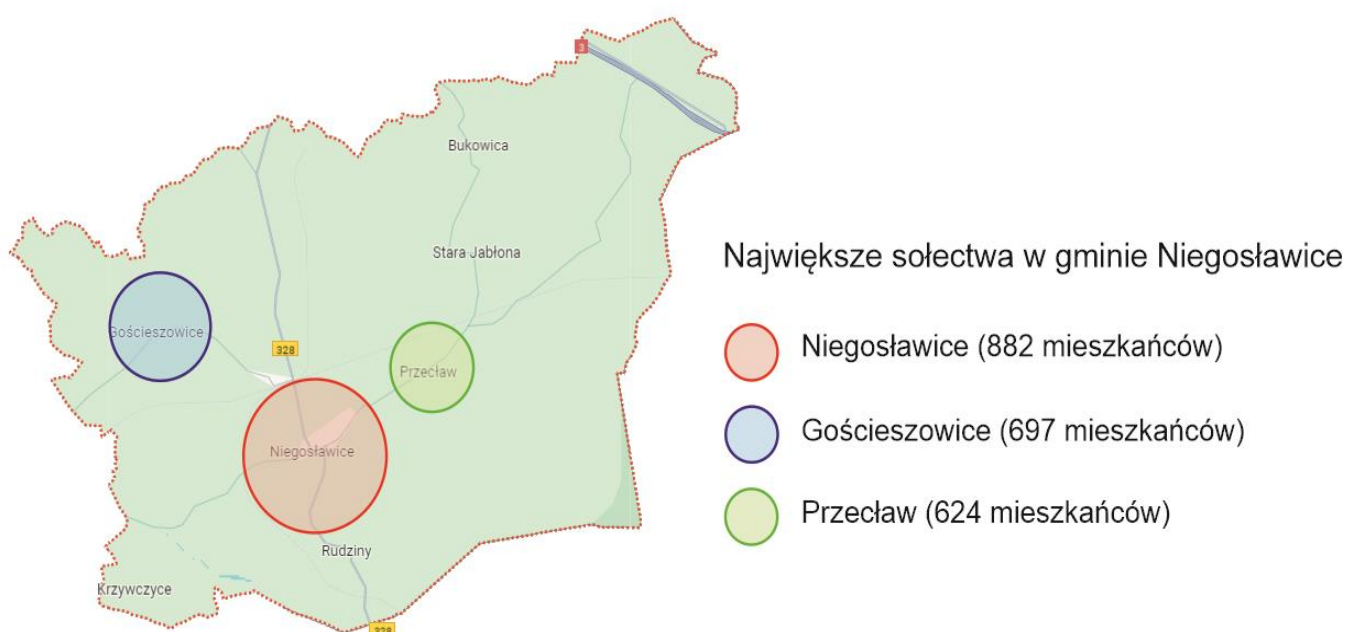 3
Bukowica
Stara Jabłona
Gościeszowice
328
Przecław
Niegosławice
Rudziny
Krzywczyce
328
Największe sołectwa w gminie Niegosławice
Niegosławice (882 mieszkańców)
Gościeszowice (697 mieszkańców)
Przecław (624 mieszkańców)